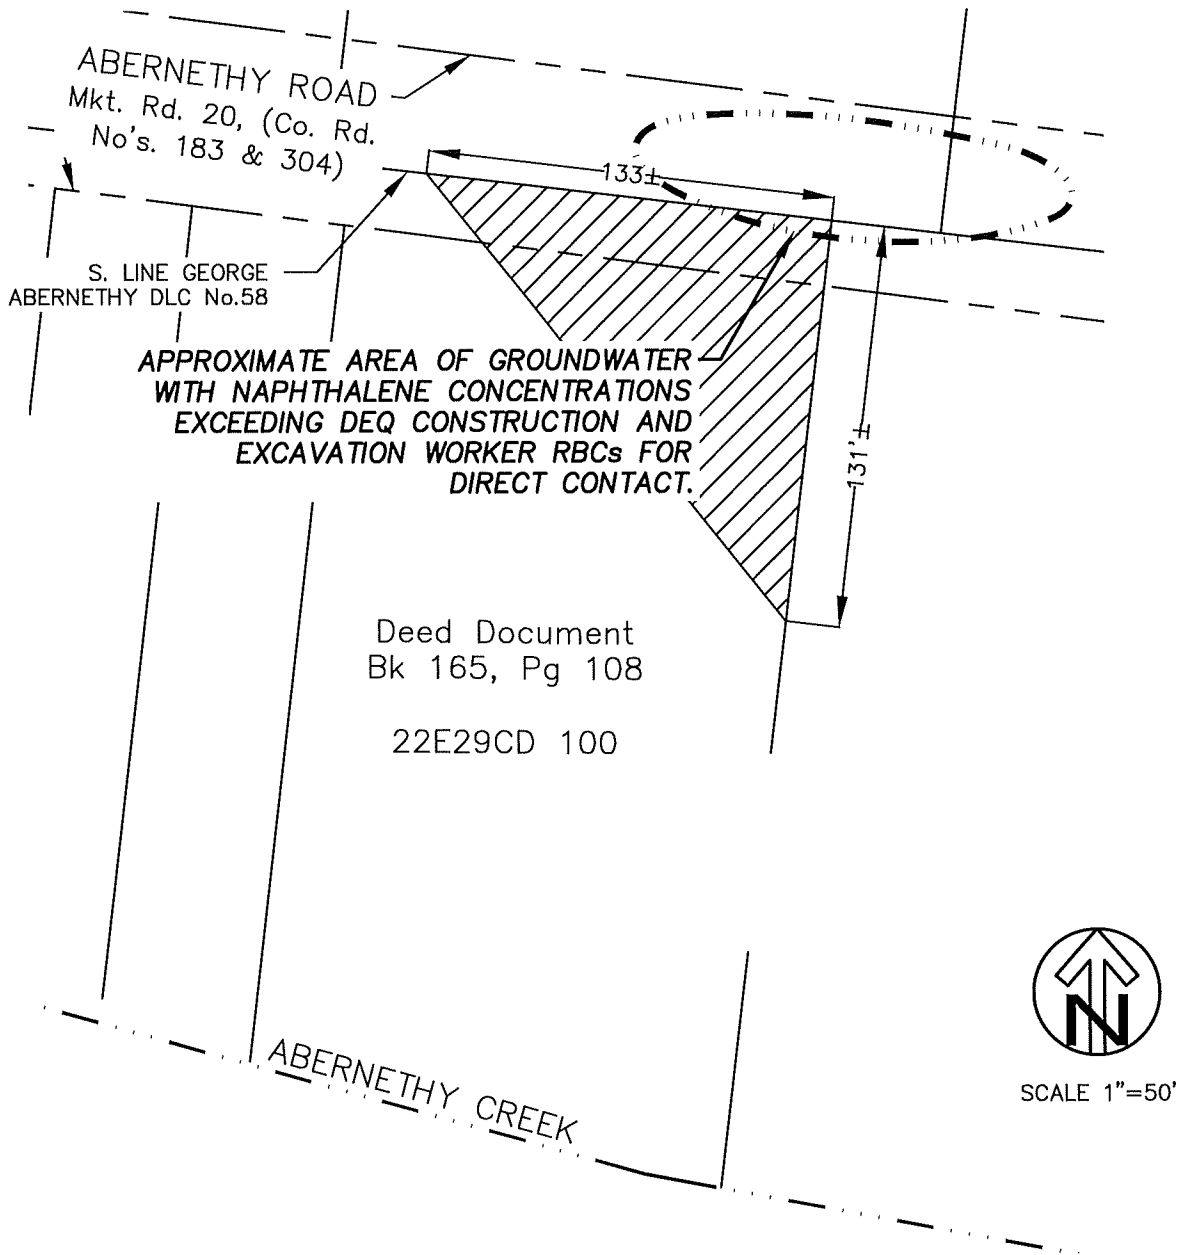 ABERNETHY ROAD
Mkt. Rd. 20, (Co. Rd.
No's. 183 & 304)
133±
S. LINE GEORGE
ABERNETHY DLC No.58
APPROXIMATE AREA OF GROUNDWATER
WITH NAPHTHALENE CONCENTRATIONS
EXCEEDING DEQ CONSTRUCTION AND
EXCAVATION WORKER RBCs FOR
DIRECT CONTACT.
131'±
Deed Document
Bk 165, Pg 108
22E29CD 100
N
SCALE 1"=50'
ABERNETHY CREEK